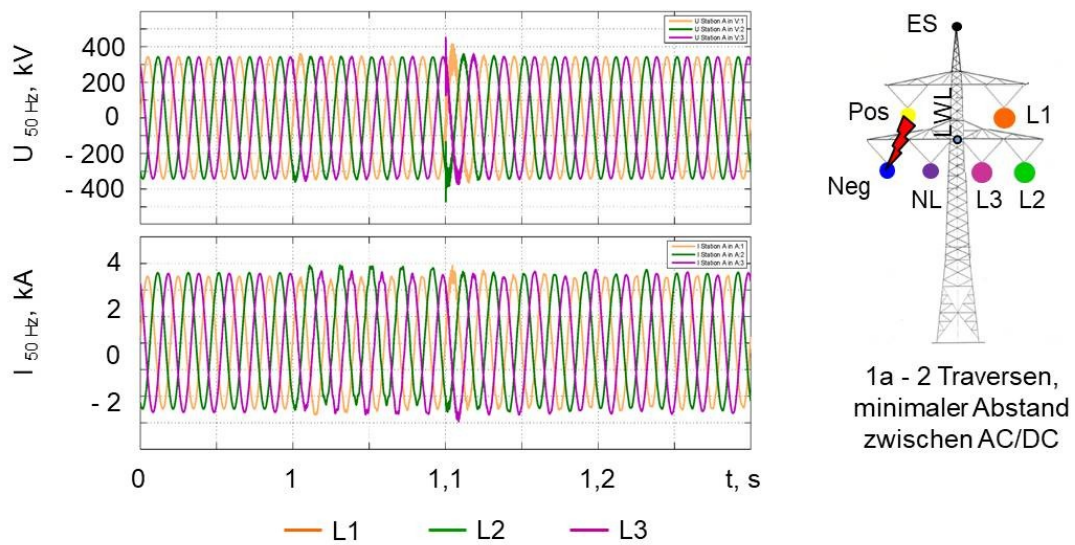 U 50 Hz, kV
400
200
0
- 200
- 400
U Station A in V:1
U Station A in V:2
U Station A in V:3
I 50 Hz, kA
4
2
0
- 2
I Station A in A:1
I Station A in A:2
I Station A in A:3
0
1
1,1
1,2
t, s
L1
L2
L3
ES
Pos
LWL
L1
Neg
NL
L3
L2
1a - 2 Traversen,
minimaler Abstand
zwischen AC/DC